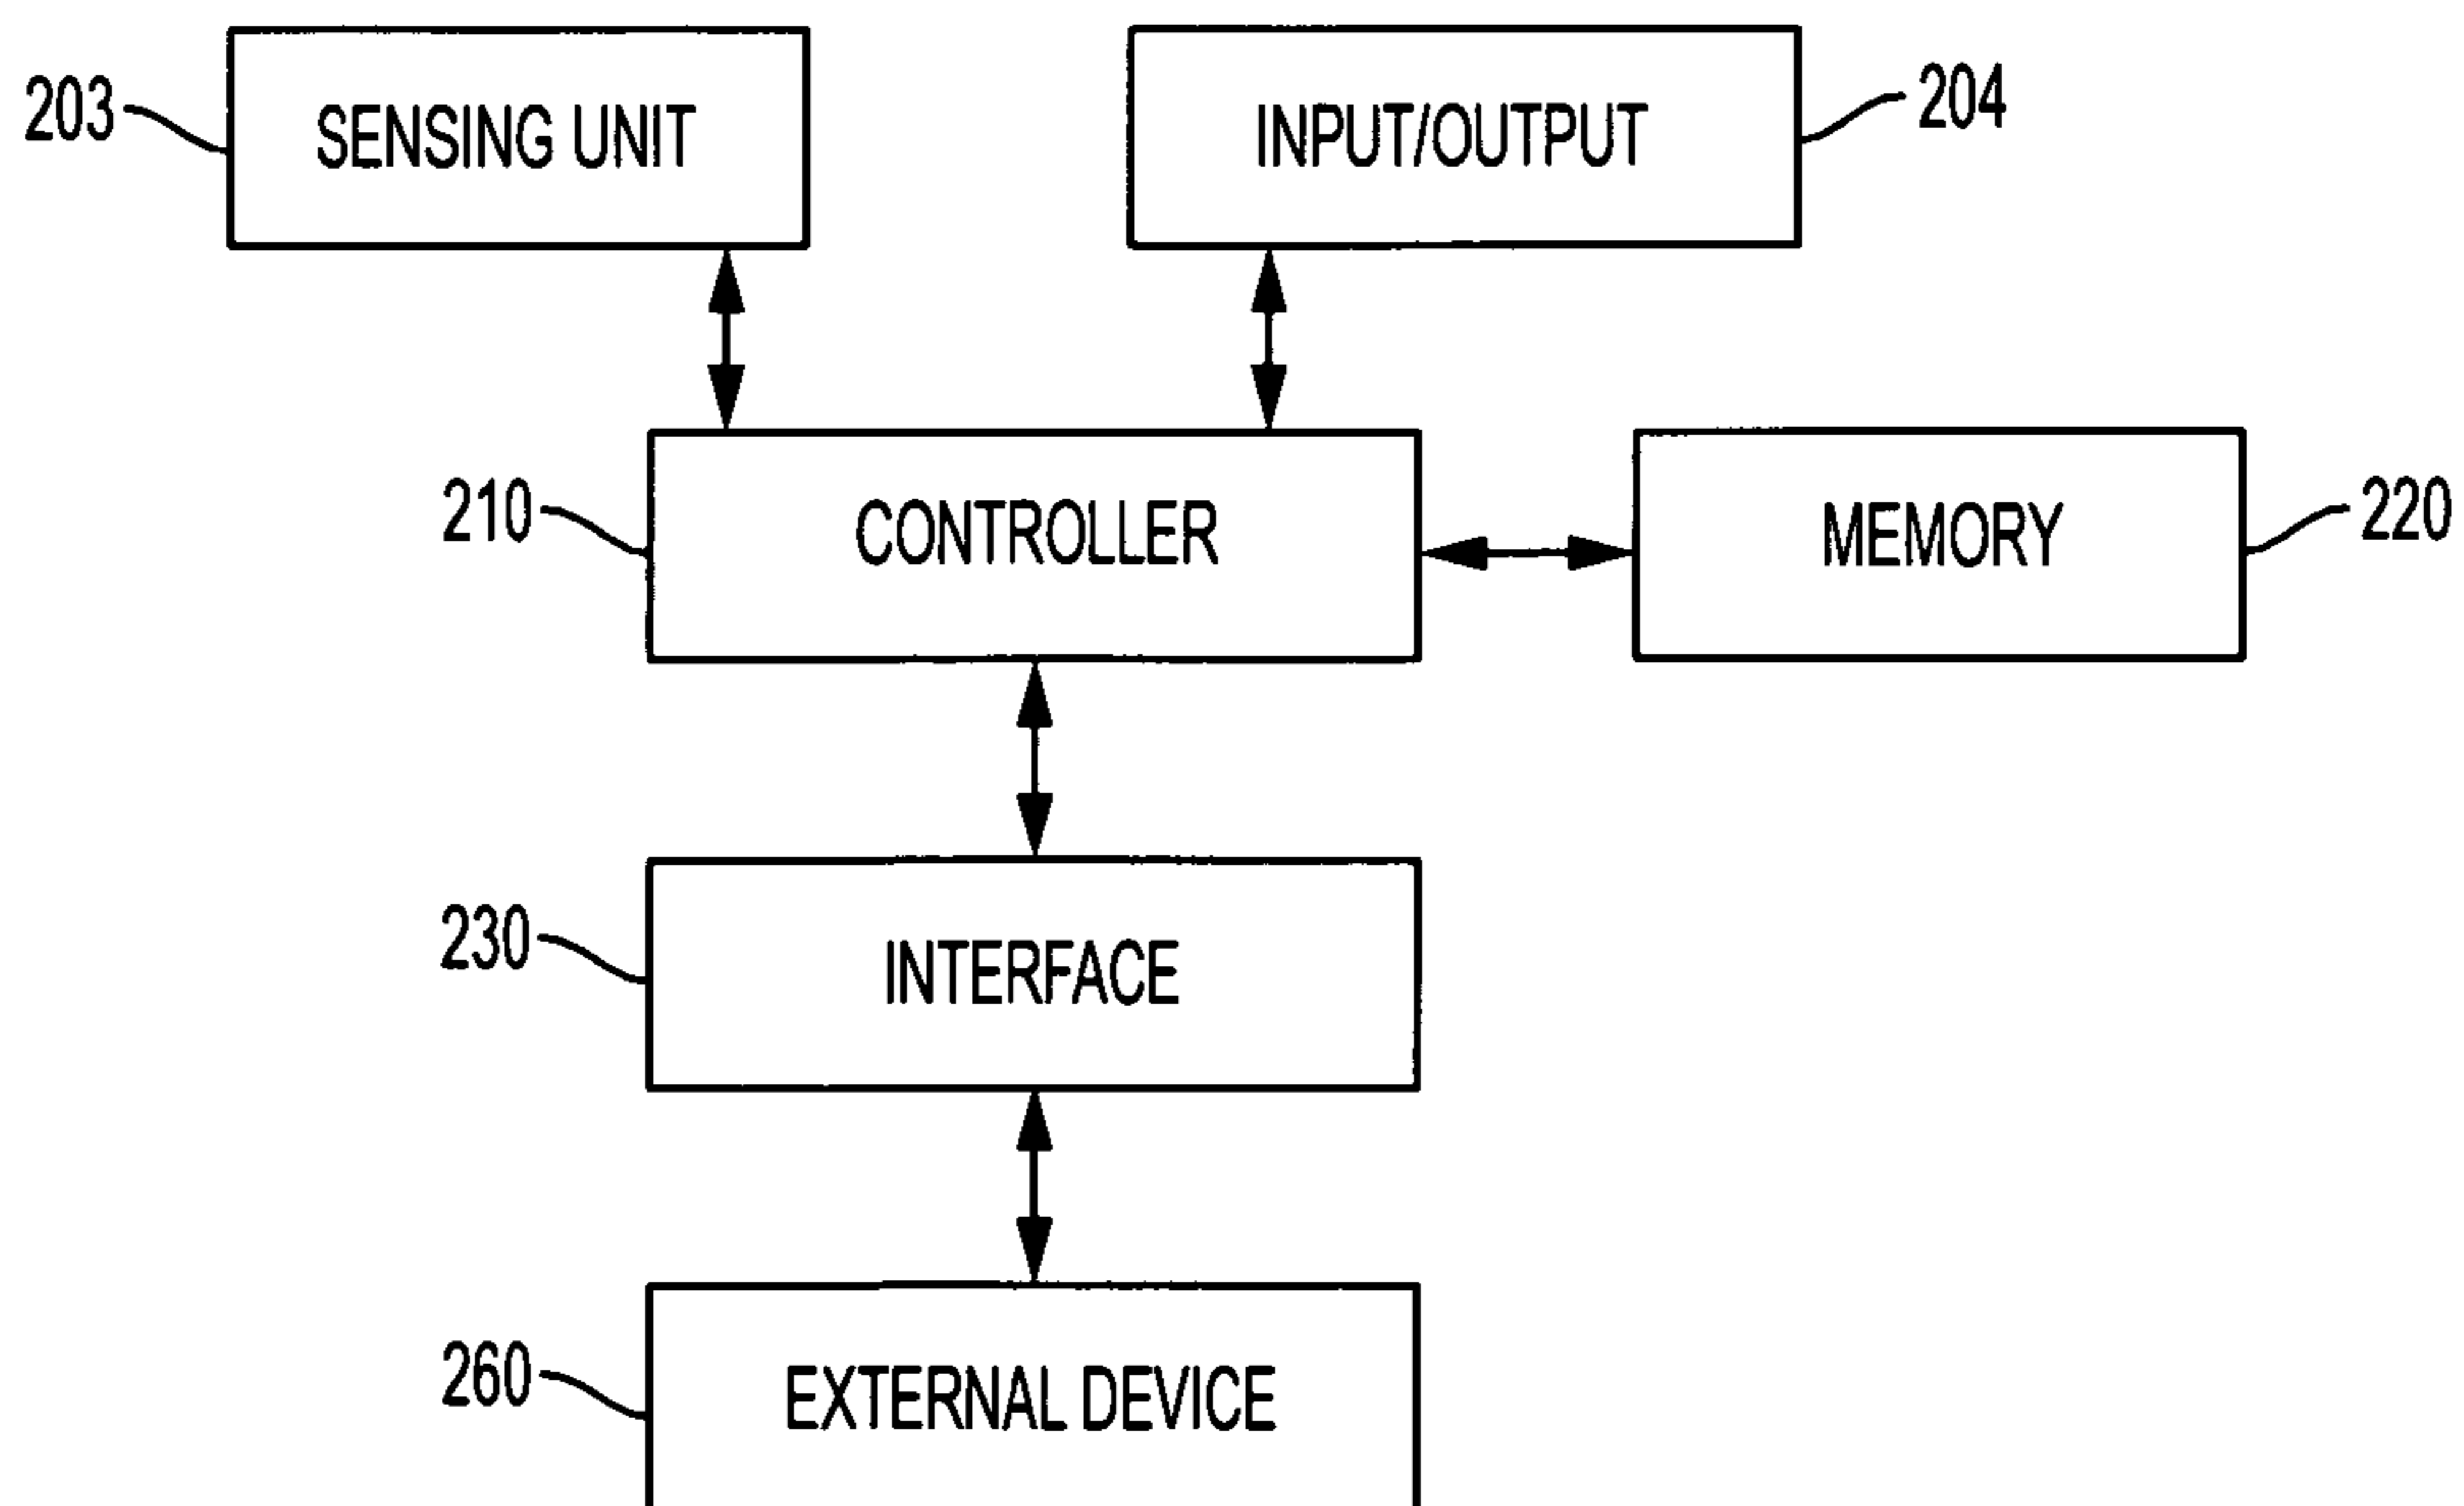 203
SENSING UNIT
INPUT/OUTPUT
204
210
CONTROLLER
MEMORY
220
230
INTERFACE
260
EXTERNAL DEVICE